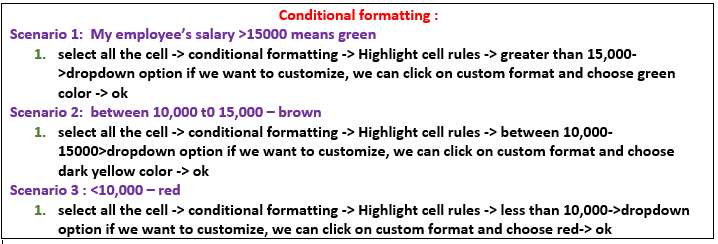 Conditional formatting :
Scenario 1:  My employee's salary >15000 means green
1. select all the cell -> conditional formatting -> Highlight cell rules -> greater than 15,000-
>dropdown option if we want to customize, we can click on custom format and choose green
color -> ok
Scenario 2:  between 10,000 t0 15,000 – brown
1. select all the cell -> conditional formatting -> Highlight cell rules -> between 10,000-
15000>dropdown option if we want to customize, we can click on custom format and choose
dark yellow color -> ok
Scenario 3 : <10,000 – red
1. select all the cell -> conditional formatting -> Highlight cell rules -> less than 10,000->dropdown
option if we want to customize, we can click on custom format and choose red-> ok